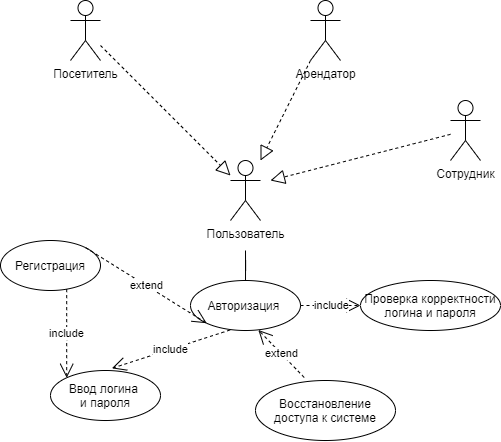 Посетитель
Арендатор
Сотрудник
Пользователь
Регистрация
extend
Авторизация
include
Проверка корректности
логина и пароля
include
include
extend
Ввод логина
и пароля
Восстановление
доступа к системе